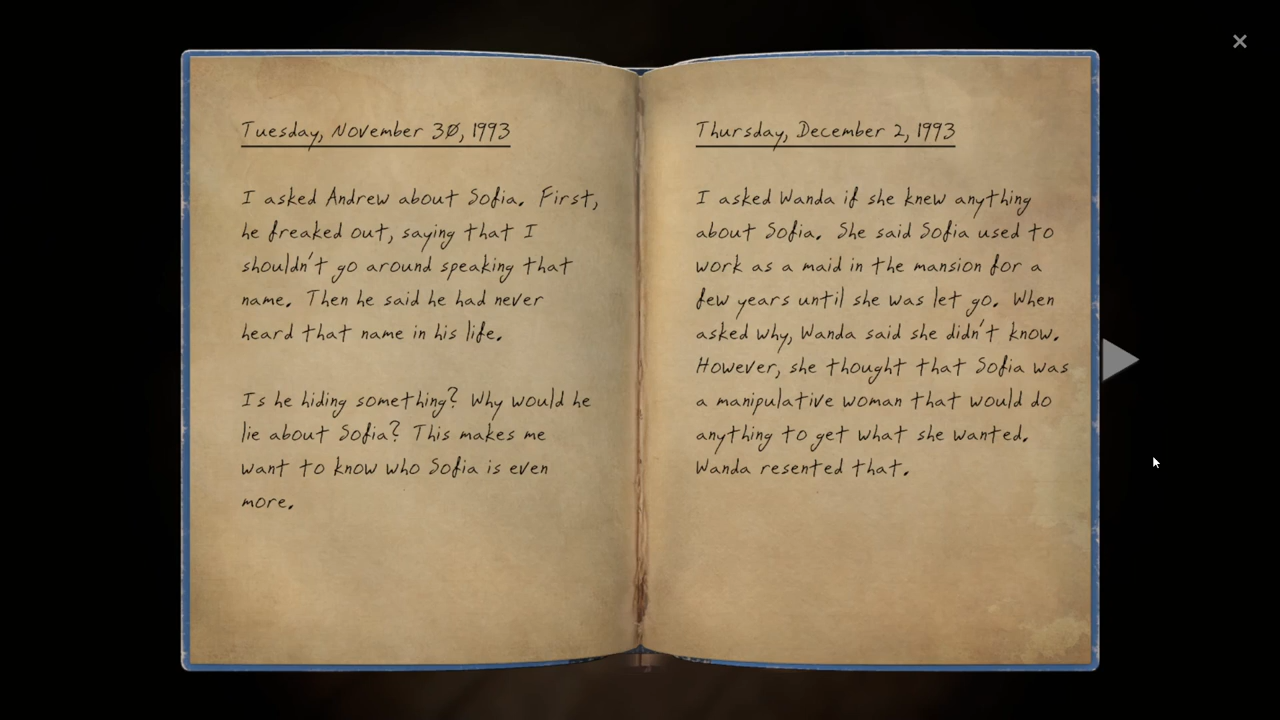 Tuesday, November 30, 1993
I asked Andrew about Sofia. First,
he freaked out, saying that I
shouldn't go around speaking that
name. Then he said he had never
heard that name in his life.
Is he hiding something? Why would he
lie about Sofia? This makes me
want to know who Sofia is even
more.
Thursday, December 2, 1993
I asked Wanda if she knew anything
about Sofia. She said Sofia used to
work as a maid in the mansion for a
few years until she was let go. When
asked why, Wanda said she didn't know.
However, she thought that Sofia was
a manipulative woman that would do
anything to get what she wanted.
Wanda resented that.